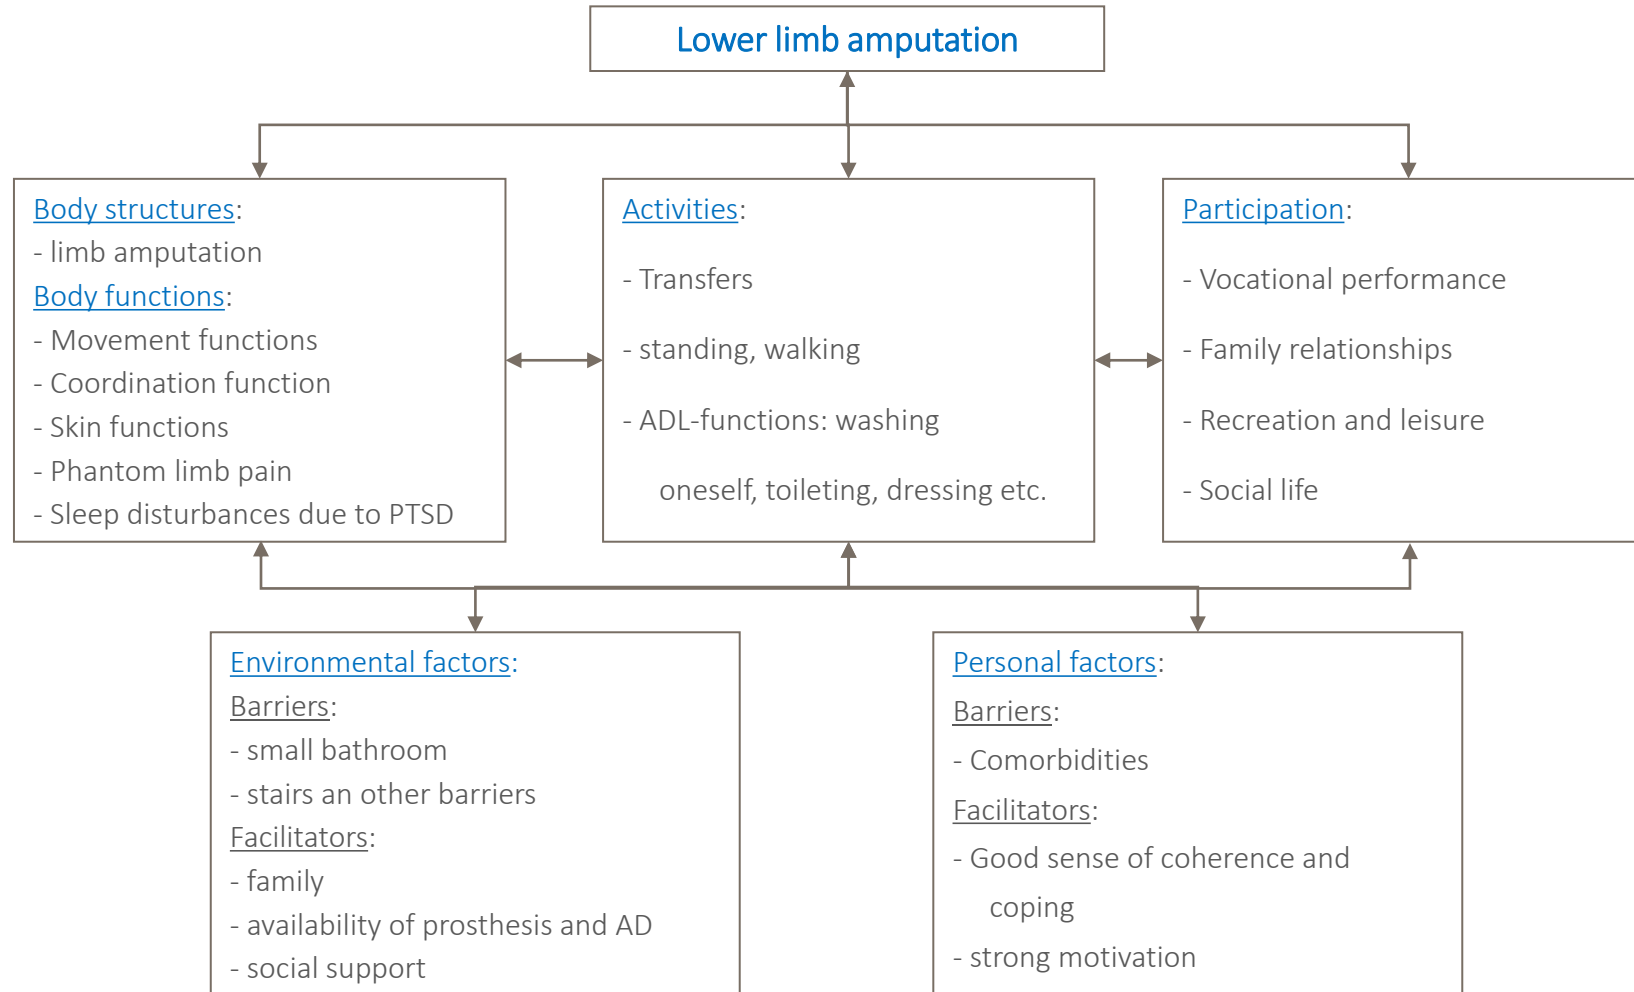 Lower limb amputation
Body structures:
- limb amputation
Body functions:
- Movement functions
- Coordination function
- Skin functions
- Phantom limb pain
- Sleep disturbances due to PTSD
Activities:
- Transfers
- standing, walking
- ADL-functions: washing
oneself, toileting, dressing etc.
Participation:
- Vocational performance
- Family relationships
- Recreation and leisure
- Social life
Environmental factors:
Barriers:
- small bathroom
- stairs an other barriers
Facilitators:
- family
- availability of prosthesis and AD
- social support
Personal factors:
Barriers:
- Comorbidities
Facilitators:
- Good sense of coherence and
coping
- strong motivation